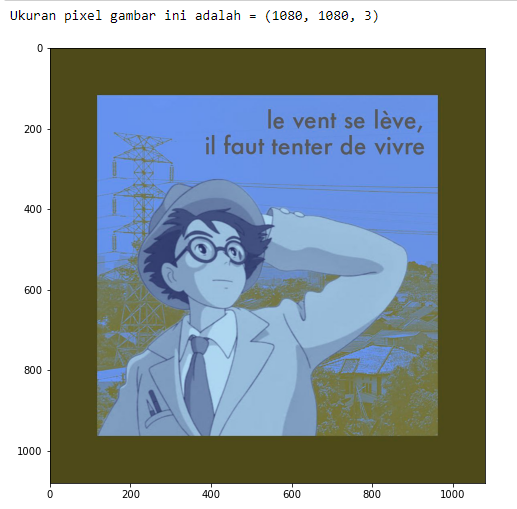 Ukuran pixel gambar ini adalah = (1080, 1080, 3)
0
200
400
600
800
1000
le vent se lève,
il faut tenter de vivre
0 200 400 600 800 1000